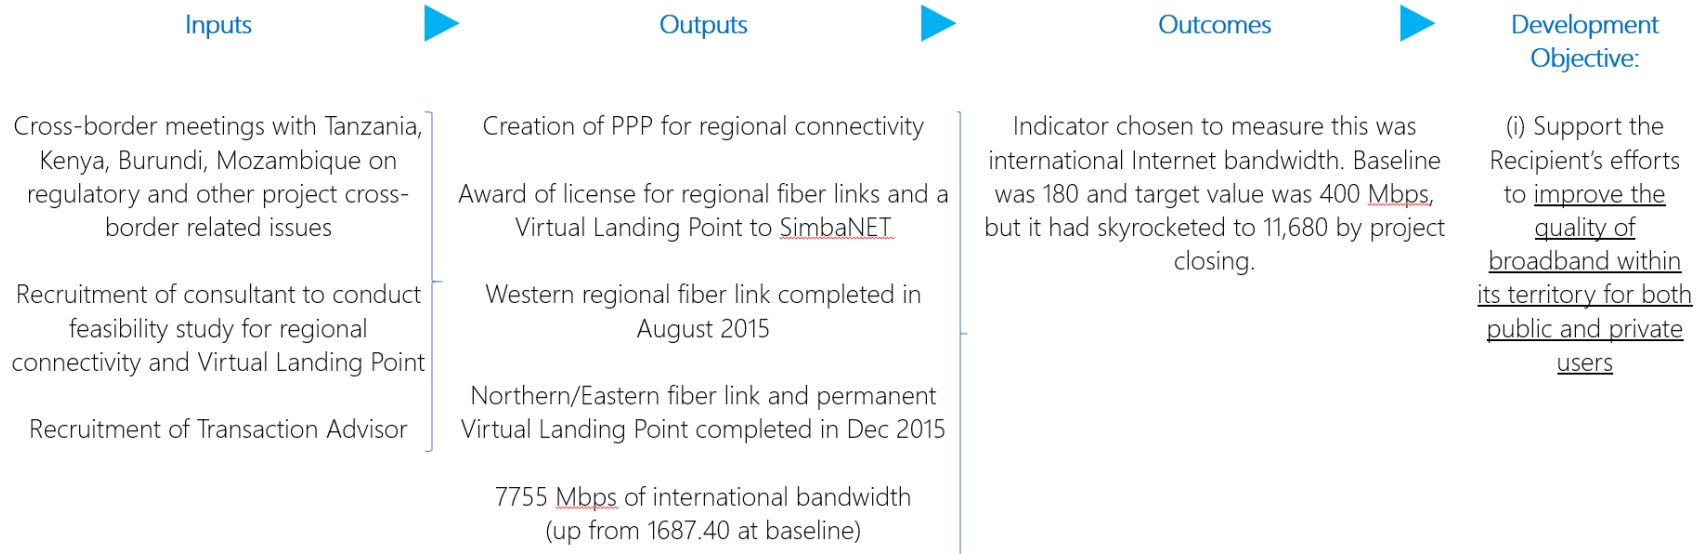 Inputs
Outputs
Outcomes
Development
Objective:
Cross-border meetings with Tanzania,
Kenya, Burundi, Mozambique on
regulatory and other project cross-
border related issues
Recruitment of consultant to conduct
feasibility study for regional
connectivity and Virtual Landing Point
Recruitment of Transaction Advisor
Creation of PPP for regional connectivity
Award of license for regional fiber links and a
Virtual Landing Point to SimbaNET
Western regional fiber link completed in
August 2015
Northern/Eastern fiber link and permanent
Virtual Landing Point completed in Dec 2015
7755 Mbps of international bandwidth
(up from 1687.40 at baseline)
Indicator chosen to measure this was
international Internet bandwidth. Baseline
was 180 and target value was 400 Mbps,
but it had skyrocketed to 11,680 by project
closing.
(i) Support the
Recipient's efforts
to improve the
quality of
broadband within
its territory for both
public and private
users